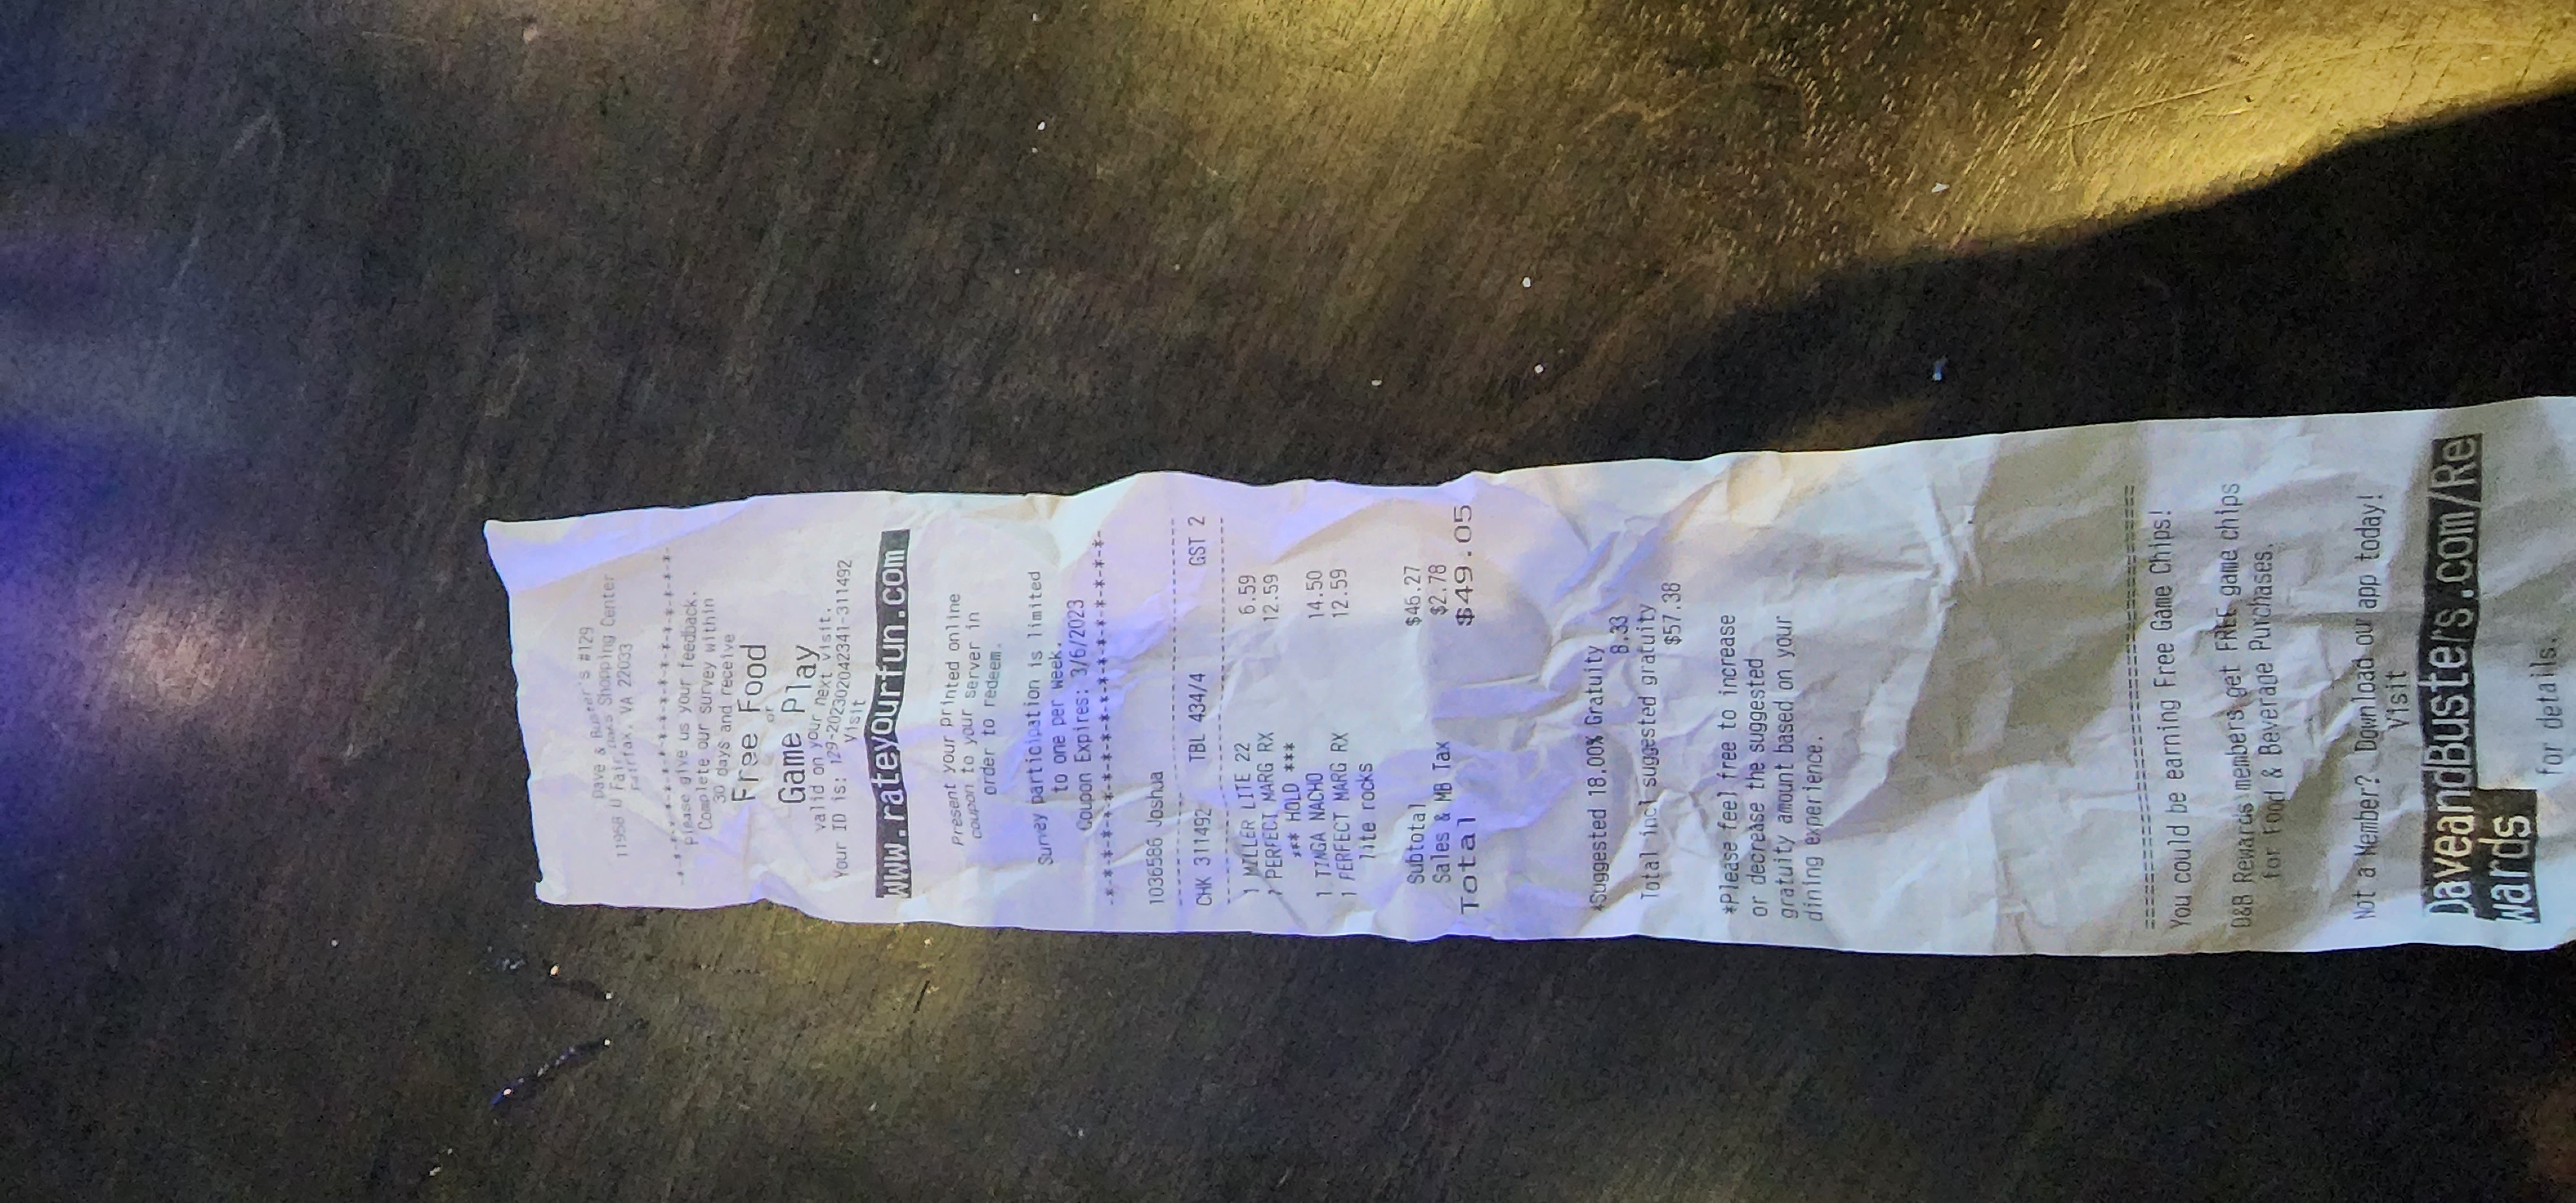 Dave & Buster's #129
11958 U Fair Oaks Shopping Center
Fairfax, VA 22033
-*-*-*-*-*-*-*-*-*-*-*-*-*-*-*-
Please give us your feedback.
Complete our survey within
30 days and receive
Free Food
or
Game Play
valid on your next visit.
Your ID is: 129-202302042341-311492
Visit
www.rateyourfun.com
Present your printed online
coupon to your server in
order to redeem.
Survey participation is limited
to one per week.
Coupon Expires: 3/6/2023
-*-*-*-*-*-*-*-*-*-*-*-*-*-*-*-
1036586 Joshua
CHK 311492 TBL 434/4 GST 2
1 MILLER LITE 22 6.59
1 PERFECT MARG RX 12.59
*** HOLD ***
1 TINGA NACHO 14.50
1 PERFECT MARG RX 12.59
lite rocks
Subtotal $46.27
Sales & MB Tax $2.78
Total $49.05
*Suggested 18.00% Gratuity
8.33
Total incl suggested gratuity
$57.38
*Please feel free to increase
or decrease the suggested
gratuity amount based on your
dining experience.
You could be earning Free Game Chips!
D&B Rewards members get FREE game chips
for Food & Beverage Purchases.
Not a Member? Download our app today!
Visit
DaveandBusters.com/Re
wards
for details.